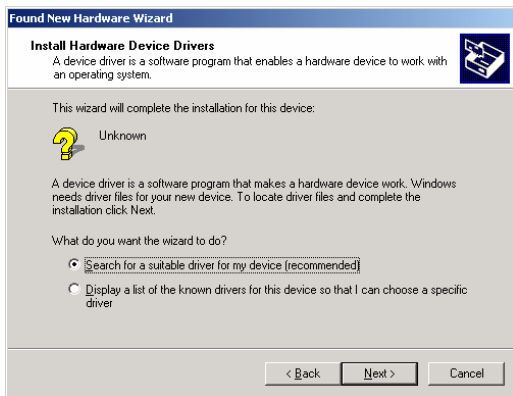 Found New Hardware Wizard
Install Hardware Device Drivers
A device driver is a software program that enables a hardware device to work with
an operating system.
This wizard will complete the installation for this device:
Unknown
A device driver is a software program that makes a hardware device work. Windows
needs driver files for your new device. To locate driver files and complete the
installation click Next.
What do you want the wizard to do?
Search for a suitable driver for my device (recommended)
Display a list of the known drivers for this device so that I can choose a specific
driver
< Back Next > Cancel